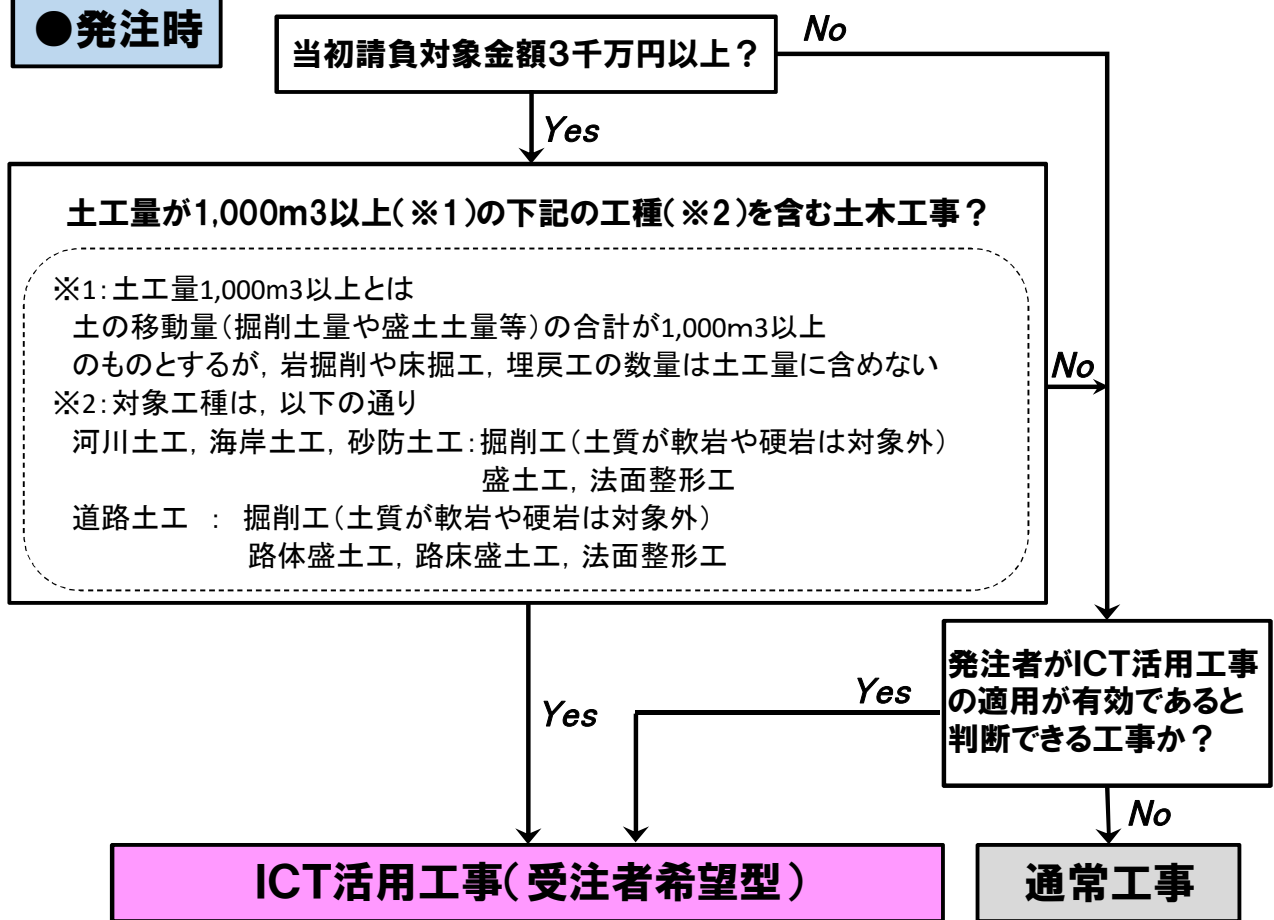 ●発注時
当初請負対象金額3千万円以上？
No
Yes
土工量が1,000m3以上(※1)の下記の工種(※2)を含む土木工事？
※1：土工量1,000m3以上とは
土の移動量(掘削土量や盛土土量等)の合計が1,000m3以上
のものとするが，岩掘削や床掘工，埋戻工の数量は土工量に含めない
※2：対象工種は，以下の通り
河川土工，海岸土工，砂防土工：掘削工(土質が軟岩や硬岩は対象外)
盛土工，法面整形工
道路土工 ： 掘削工(土質が軟岩や硬岩は対象外)
路体盛土工，路床盛土工，法面整形工
No
発注者がICT活用工事
の適用が有効であると
判断できる工事か？
Yes
Yes
No
ICT活用工事(受注者希望型)
通常工事